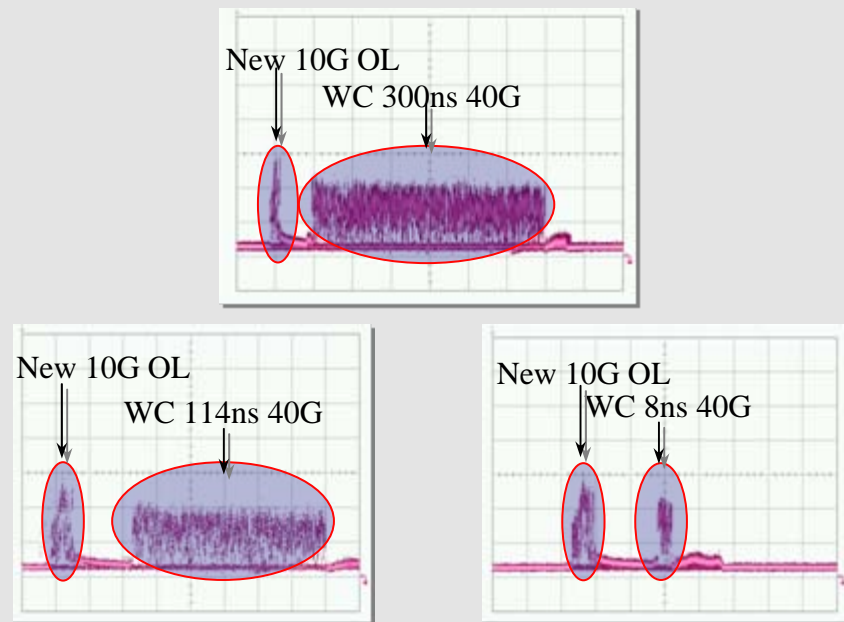 New 10G OL
WC 300ns 40G
New 10G OL
WC 114ns 40G
New 10G OL
WC 8ns 40G